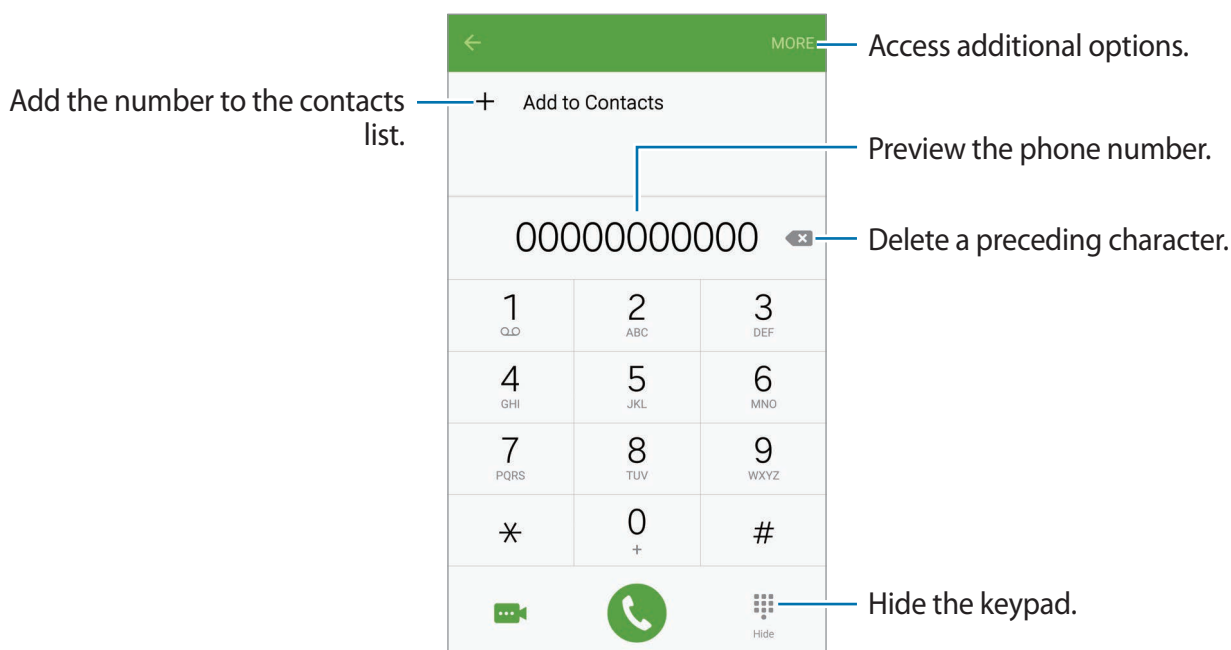 MORE
Access additional options.
Add the number to the contacts
list.
Add to Contacts
Preview the phone number.
00000000000
Delete a preceding character.
1
2
ABC
3
DEF
4
GHI
5
JKL
6
MNO
7
PQRS
8
TUV
9
WXYZ
*
0
+
#
Hide the keypad.
Hide